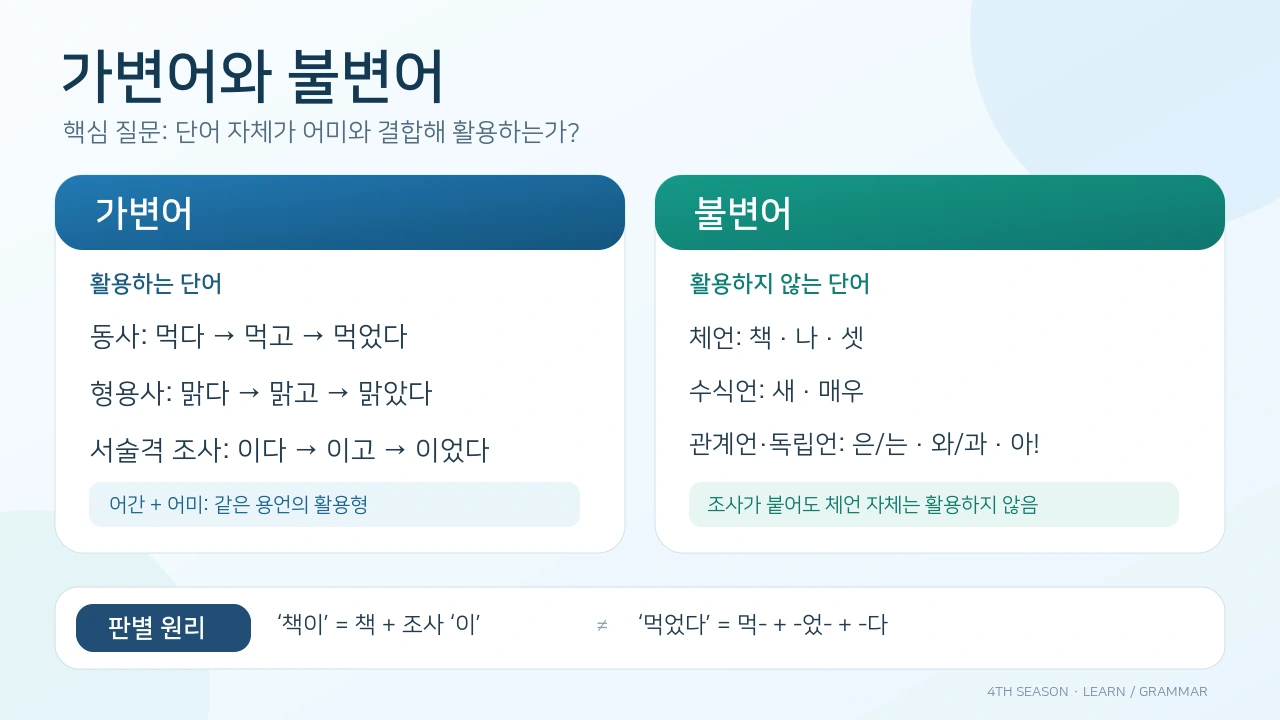 가변어와 불변어
핵심 질문: 단어 자체가 어미와 결합해 활용하는가?
가변어
활용하는 단어
동사: 먹다 → 먹고 → 먹었다
형용사: 맑다 → 맑고 → 맑았다
서술격 조사: 이다 → 이고 → 이었다
어간 + 어미: 같은 용언의 활용형
불변어
활용하지 않는 단어
체언: 책 · 나 · 셋
수식언: 새 · 매우
관계언·독립언: 은/는 · 와/과 · 아!
조사가 붙어도 체언 자체는 활용하지 않음
판별 원리
‘책이’ = 책 + 조사 ‘이’ ≠ ‘먹었다’ = 먹- + -었- + -다
4TH SEASON · LEARN / GRAMMAR